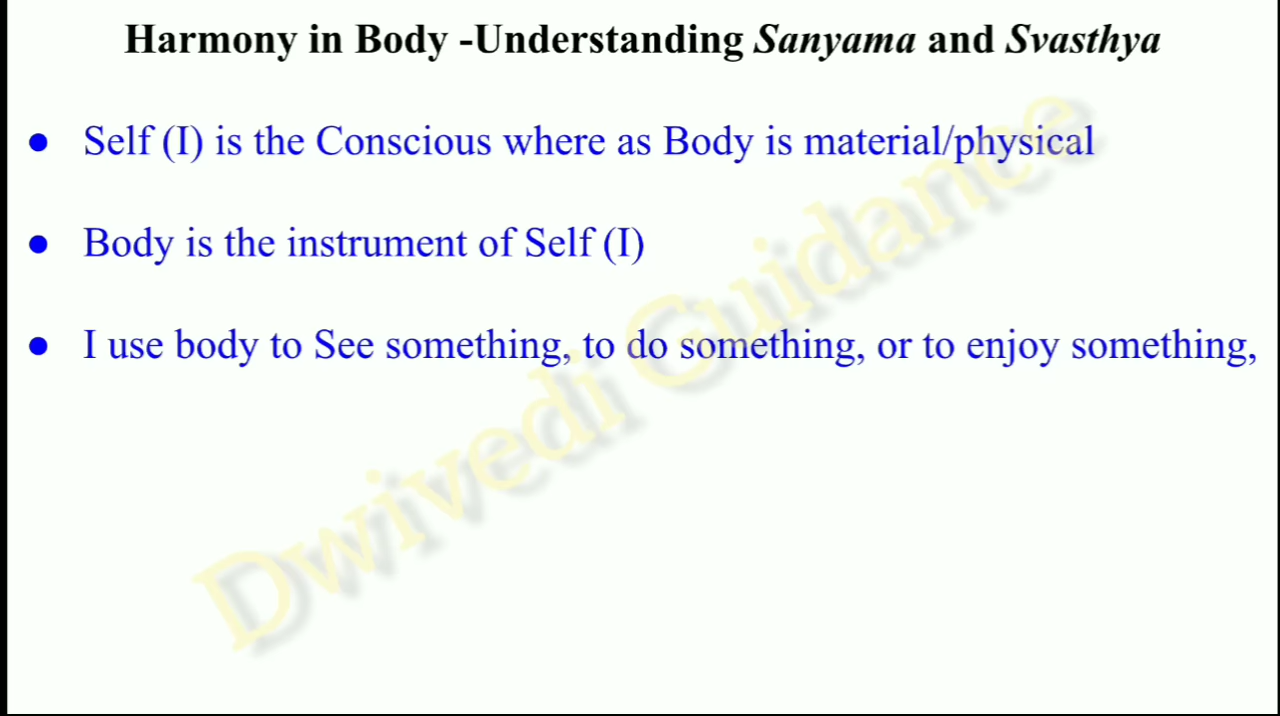 Harmony in Body -Understanding Sanyama and Svasthya
● Self (I) is the Conscious where as Body is material/physical
● Body is the instrument of Self (I)
● I use body to See something, to do something, or to enjoy something,
Dwivedi Guidance